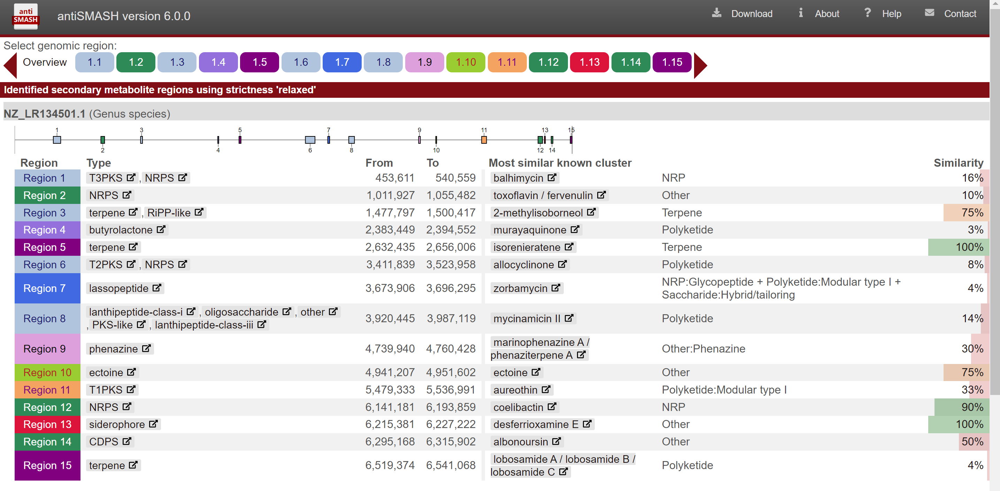 anti
SMASH
antiSMASH version 6.0.0
Download
About
Help
Contact
Select genomic region:
Overview 1.1 1.2 1.3 1.4 1.5 1.6 1.7 1.8 1.9 1.10 1.11 1.12 1.13 1.14 1.15
Identified secondary metabolite regions using strictness 'relaxed'
NZ_LR134501.1 (Genus species)
1 3 5 7 9 11 13 15
2 4 6 8 10 12 14
Region Type From To Most similar known cluster Similarity
Region 1 T3PKS , NRPS 453,611 540,559 balhimycin NRP 16%
Region 2 NRPS 1,011,927 1,055,482 toxoflavin / fervenulin Other 10%
Region 3 terpene , RiPP-like 1,477,797 1,500,417 2-methylisoborneol Terpene 75%
Region 4 butyrolactone 2,383,449 2,394,552 murayaquinone Polyketide 3%
Region 5 terpene 2,632,435 2,656,006 isorenieratene Terpene 100%
Region 6 T2PKS , NRPS 3,411,839 3,523,958 allocyclinone Polyketide 8%
Region 7 lassopeptide 3,673,906 3,696,295 zorbamycin NRP:Glycopeptide + Polyketide:Modular type I +
Saccharide:Hybrid/tailoring 4%
Region 8 lanthipeptide-class-i , oligosaccharide , other
, PKS-like , lanthipeptide-class-iii 3,920,445 3,987,119 mycinamicin II Polyketide 14%
Region 9 phenazine 4,739,940 4,760,428 marinophenazine A /
phenaziterpene A Other:Phenazine 30%
Region 10 ectoine 4,941,207 4,951,602 ectoine Other 75%
Region 11 T1PKS 5,479,333 5,536,991 aureothin Polyketide:Modular type I 33%
Region 12 NRPS 6,141,181 6,193,859 coelibactin NRP 90%
Region 13 siderophore 6,215,381 6,227,222 desferrioxamine E Other 100%
Region 14 CDPS 6,295,168 6,315,902 albonoursin Other 50%
Region 15 terpene 6,519,374 6,541,068 lobosamide A / lobosamide B /
lobosamide C Polyketide 4%